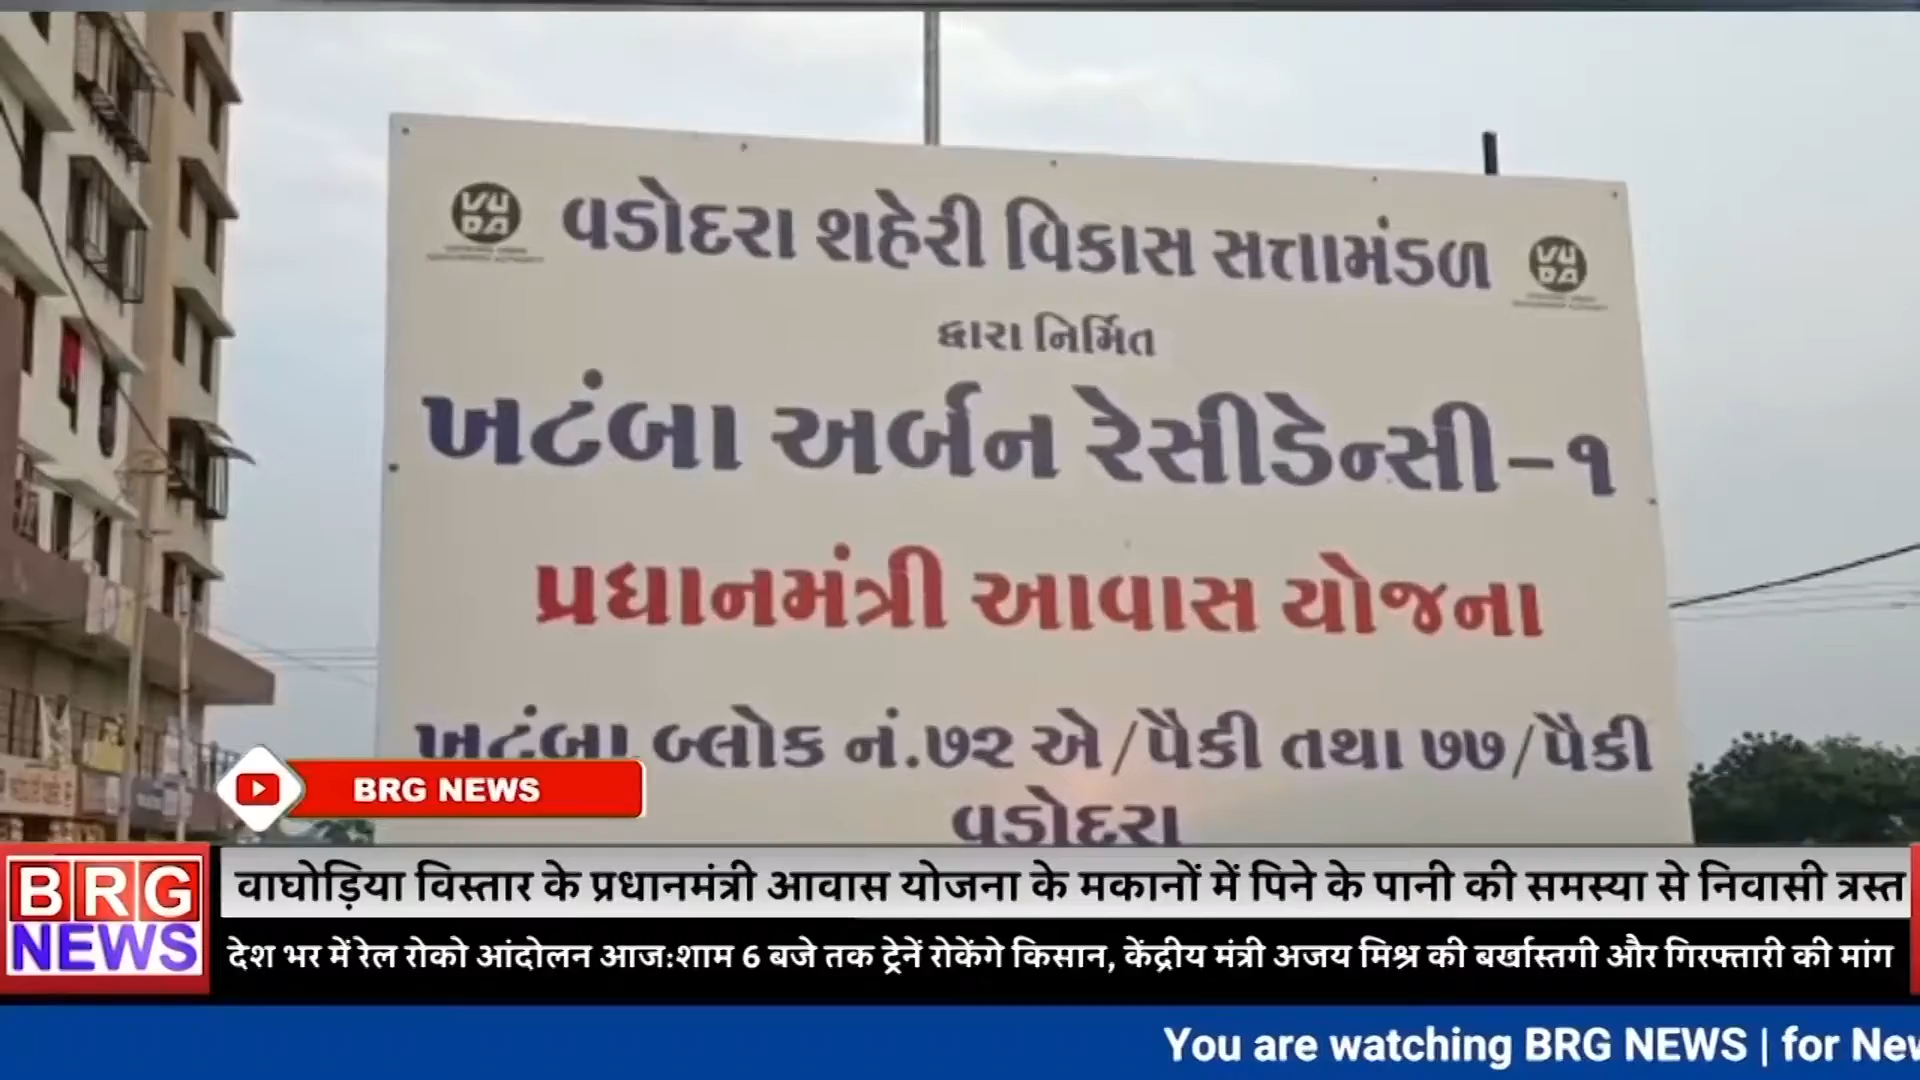 VUDA
વડોદરા શહેરી વિકાસ સત્તામંડળ
VUDA
દ્વારા નિર્મિત
ખટંબા અર્બન રેસીડેન્સી-૧
પ્રધાનમંત્રી આવાસ યોજના
ખટંબા બ્લોક નં.૭૨ એ/પૈકી તથા ૭૭/પૈકી
વડોદરા
BRG NEWS
BRG
NEWS
वाघोड़िया विस्तार के प्रधानमंत्री आवास योजना के मकानों में पिने के पानी की समस्या से निवासी त्रस्त
देश भर में रेल रोको आंदोलन आज:शाम 6 बजे तक ट्रेनें रोकेंगे किसान, केंद्रीय मंत्री अजय मिश्र की बर्खास्तगी और गिरफ्तारी की मांग
You are watching BRG NEWS | for New